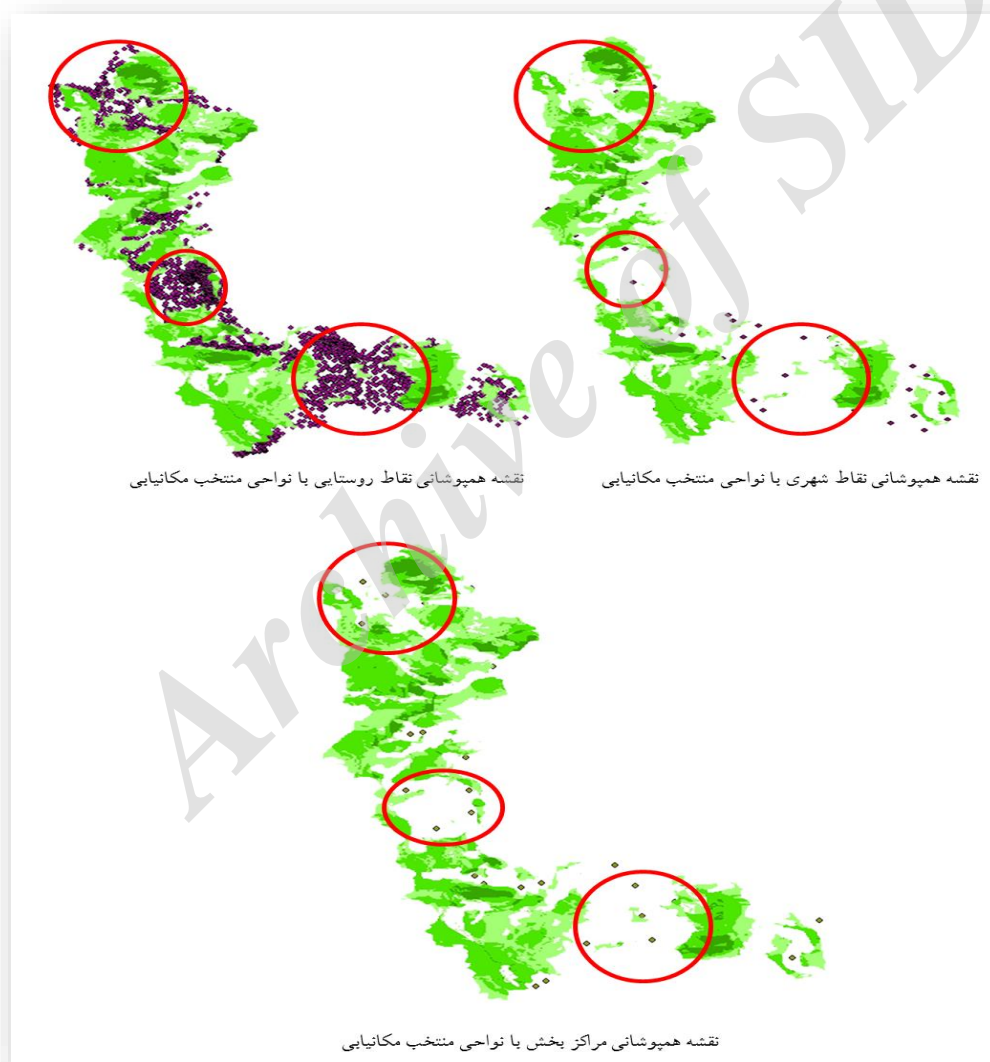 نقشه همپوشانی نقاط روستایی با نواحی منتخب مکانیابی
نقشه همپوشانی نقاط شهری با نواحی منتخب مکانیابی
نقشه همپوشانی مراکز بخش با نواحی منتخب مکانیابی
Archive of SID